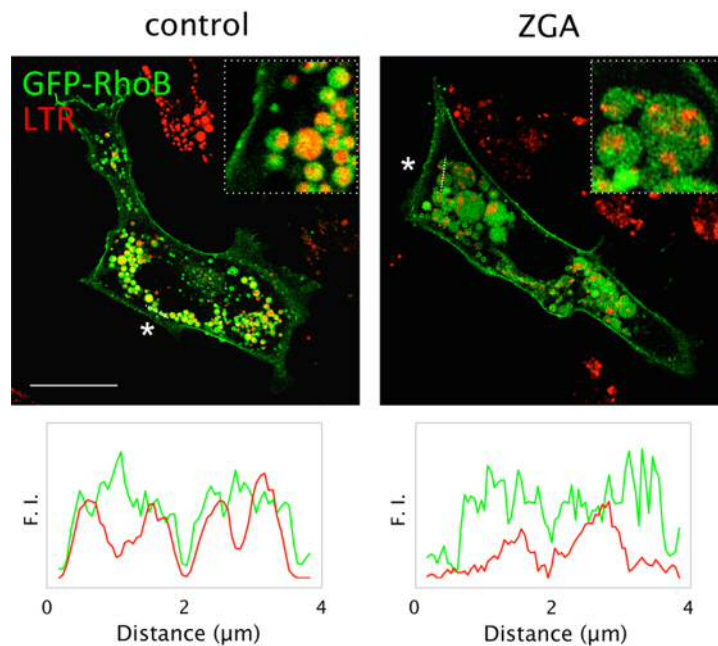 control
ZGA
GFP-RhoB
LTR
*
*
F. I.
0
2
4
Distance (μm)
F. I.
0
2
4
Distance (μm)